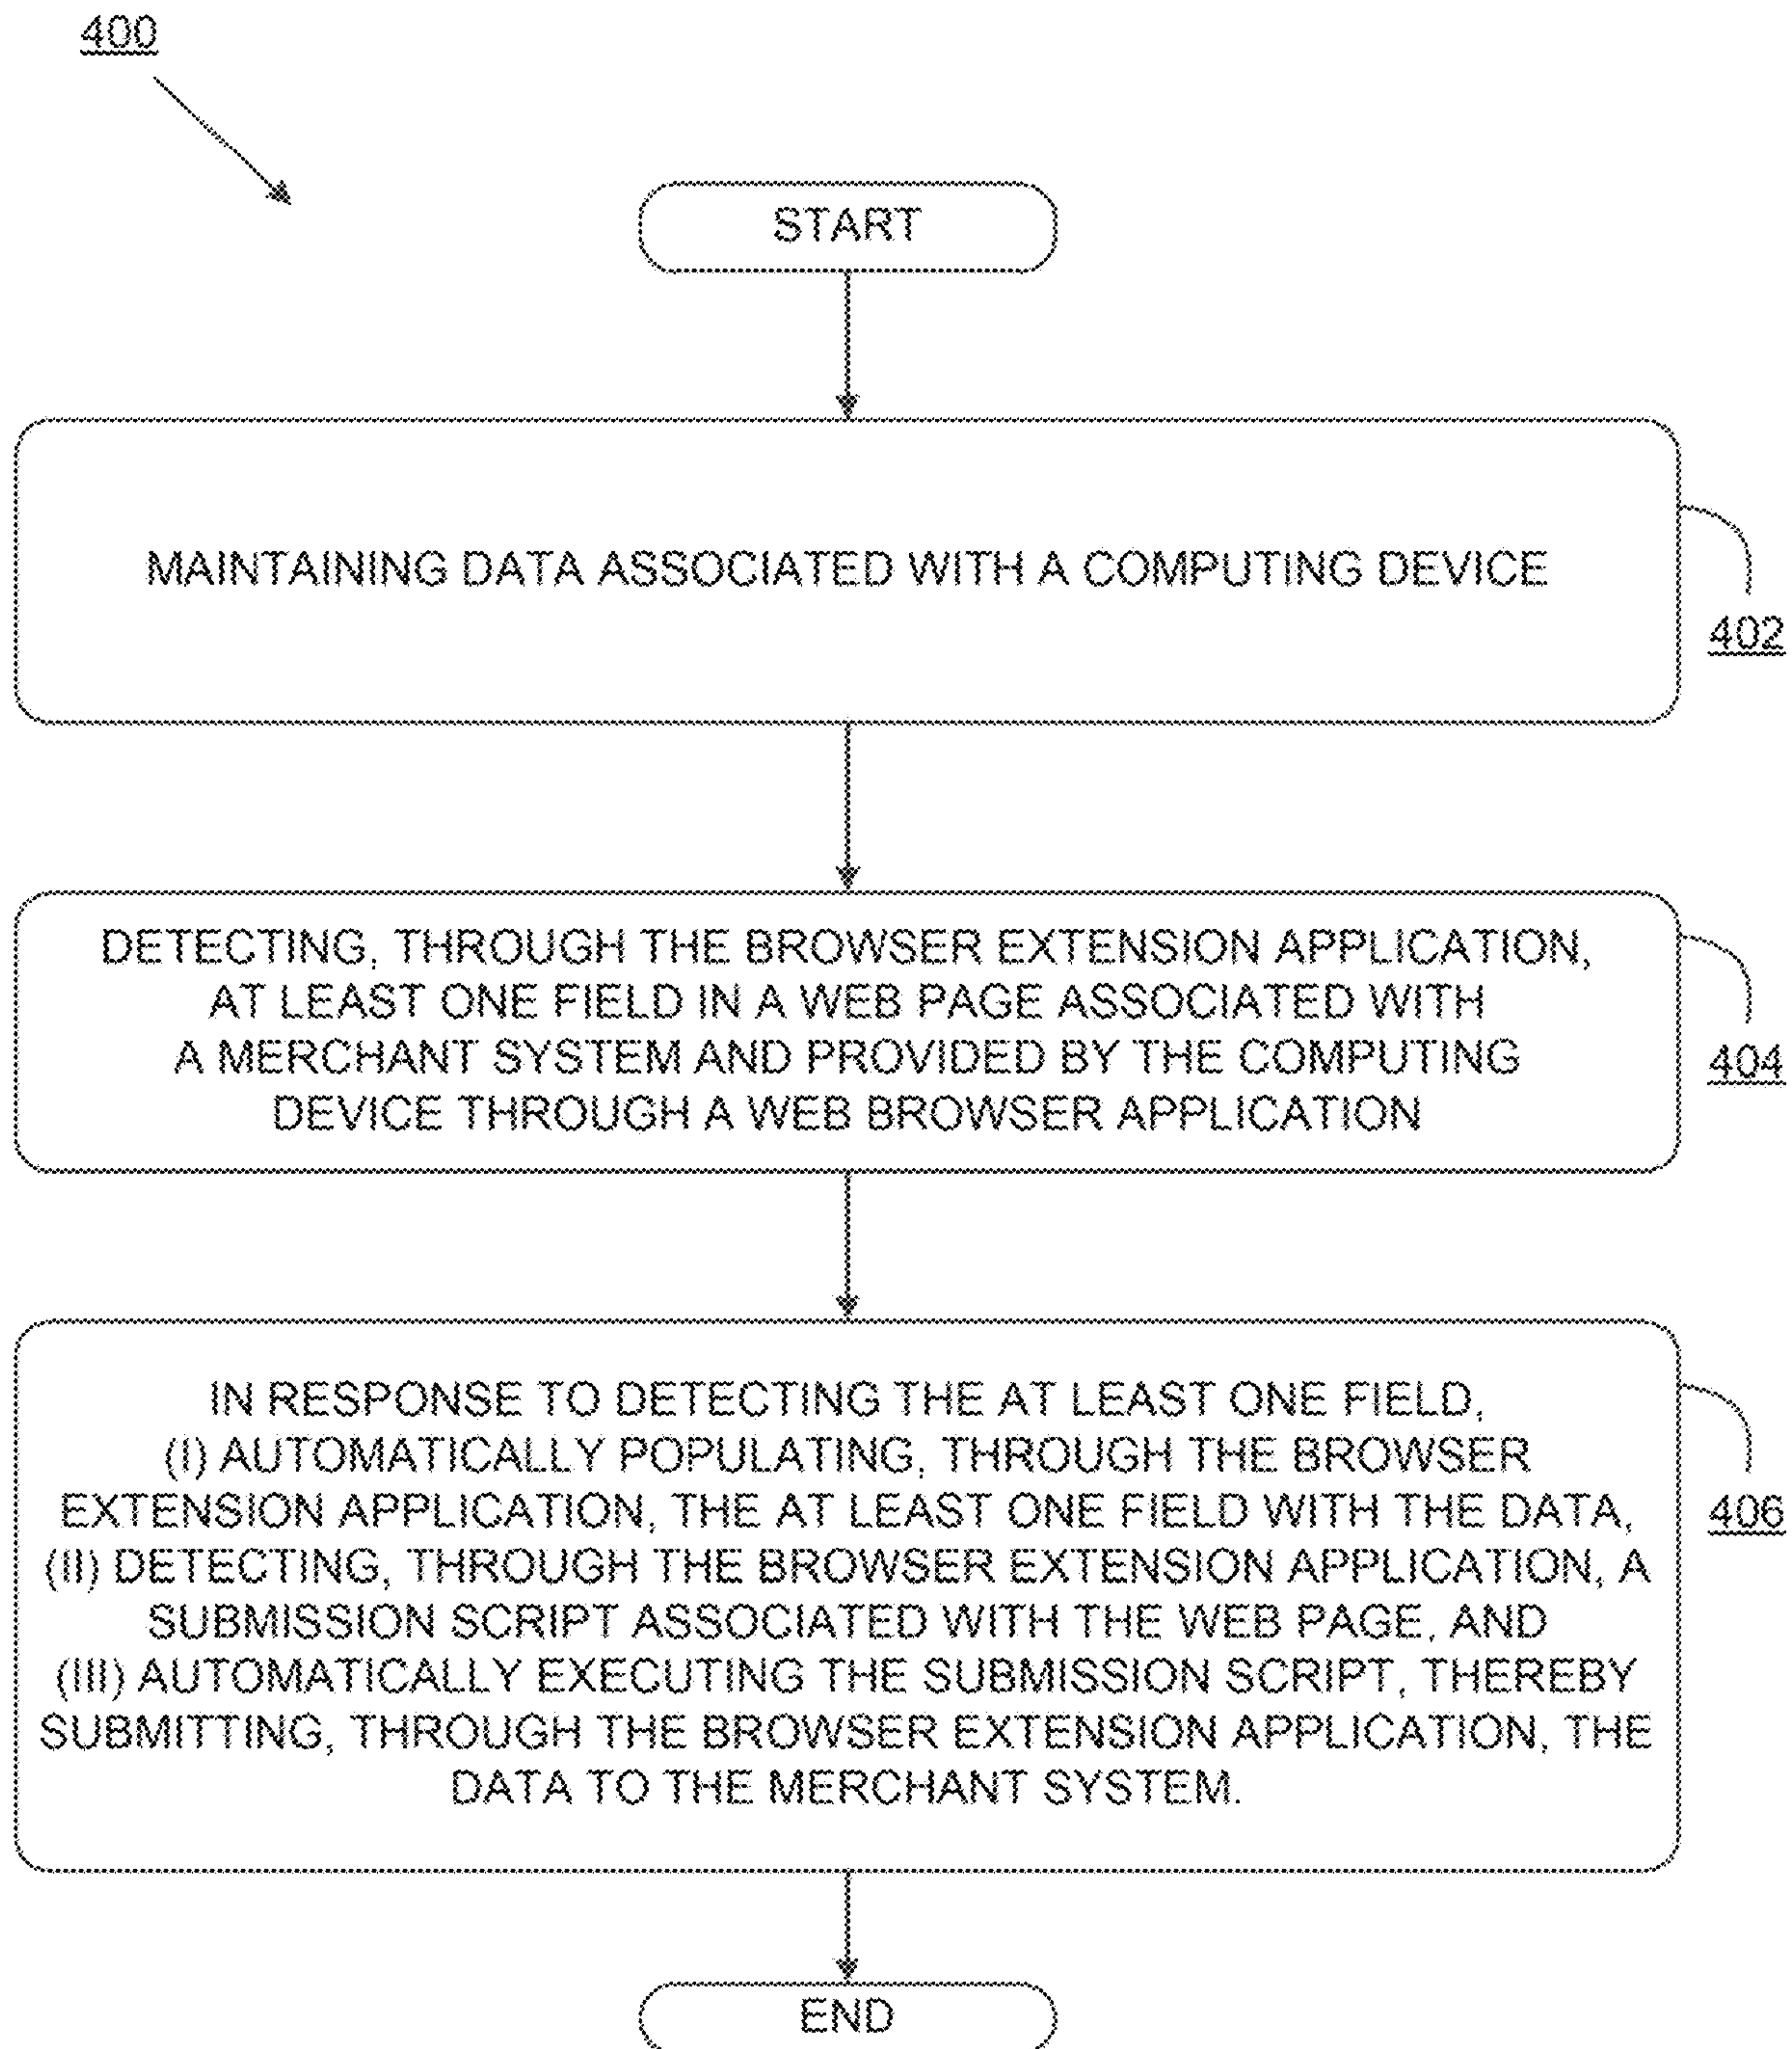 400
START
MAINTAINING DATA ASSOCIATED WITH A COMPUTING DEVICE
402
DETECTING, THROUGH THE BROWSER EXTENSION APPLICATION,
AT LEAST ONE FIELD IN A WEB PAGE ASSOCIATED WITH
A MERCHANT SYSTEM AND PROVIDED BY THE COMPUTING
DEVICE THROUGH A WEB BROWSER APPLICATION
404
IN RESPONSE TO DETECTING THE AT LEAST ONE FIELD,
(I) AUTOMATICALLY POPULATING, THROUGH THE BROWSER
EXTENSION APPLICATION, THE AT LEAST ONE FIELD WITH THE DATA,
(II) DETECTING, THROUGH THE BROWSER EXTENSION APPLICATION, A
SUBMISSION SCRIPT ASSOCIATED WITH THE WEB PAGE, AND
(III) AUTOMATICALLY EXECUTING THE SUBMISSION SCRIPT, THEREBY
SUBMITTING, THROUGH THE BROWSER EXTENSION APPLICATION, THE
DATA TO THE MERCHANT SYSTEM.
406
END